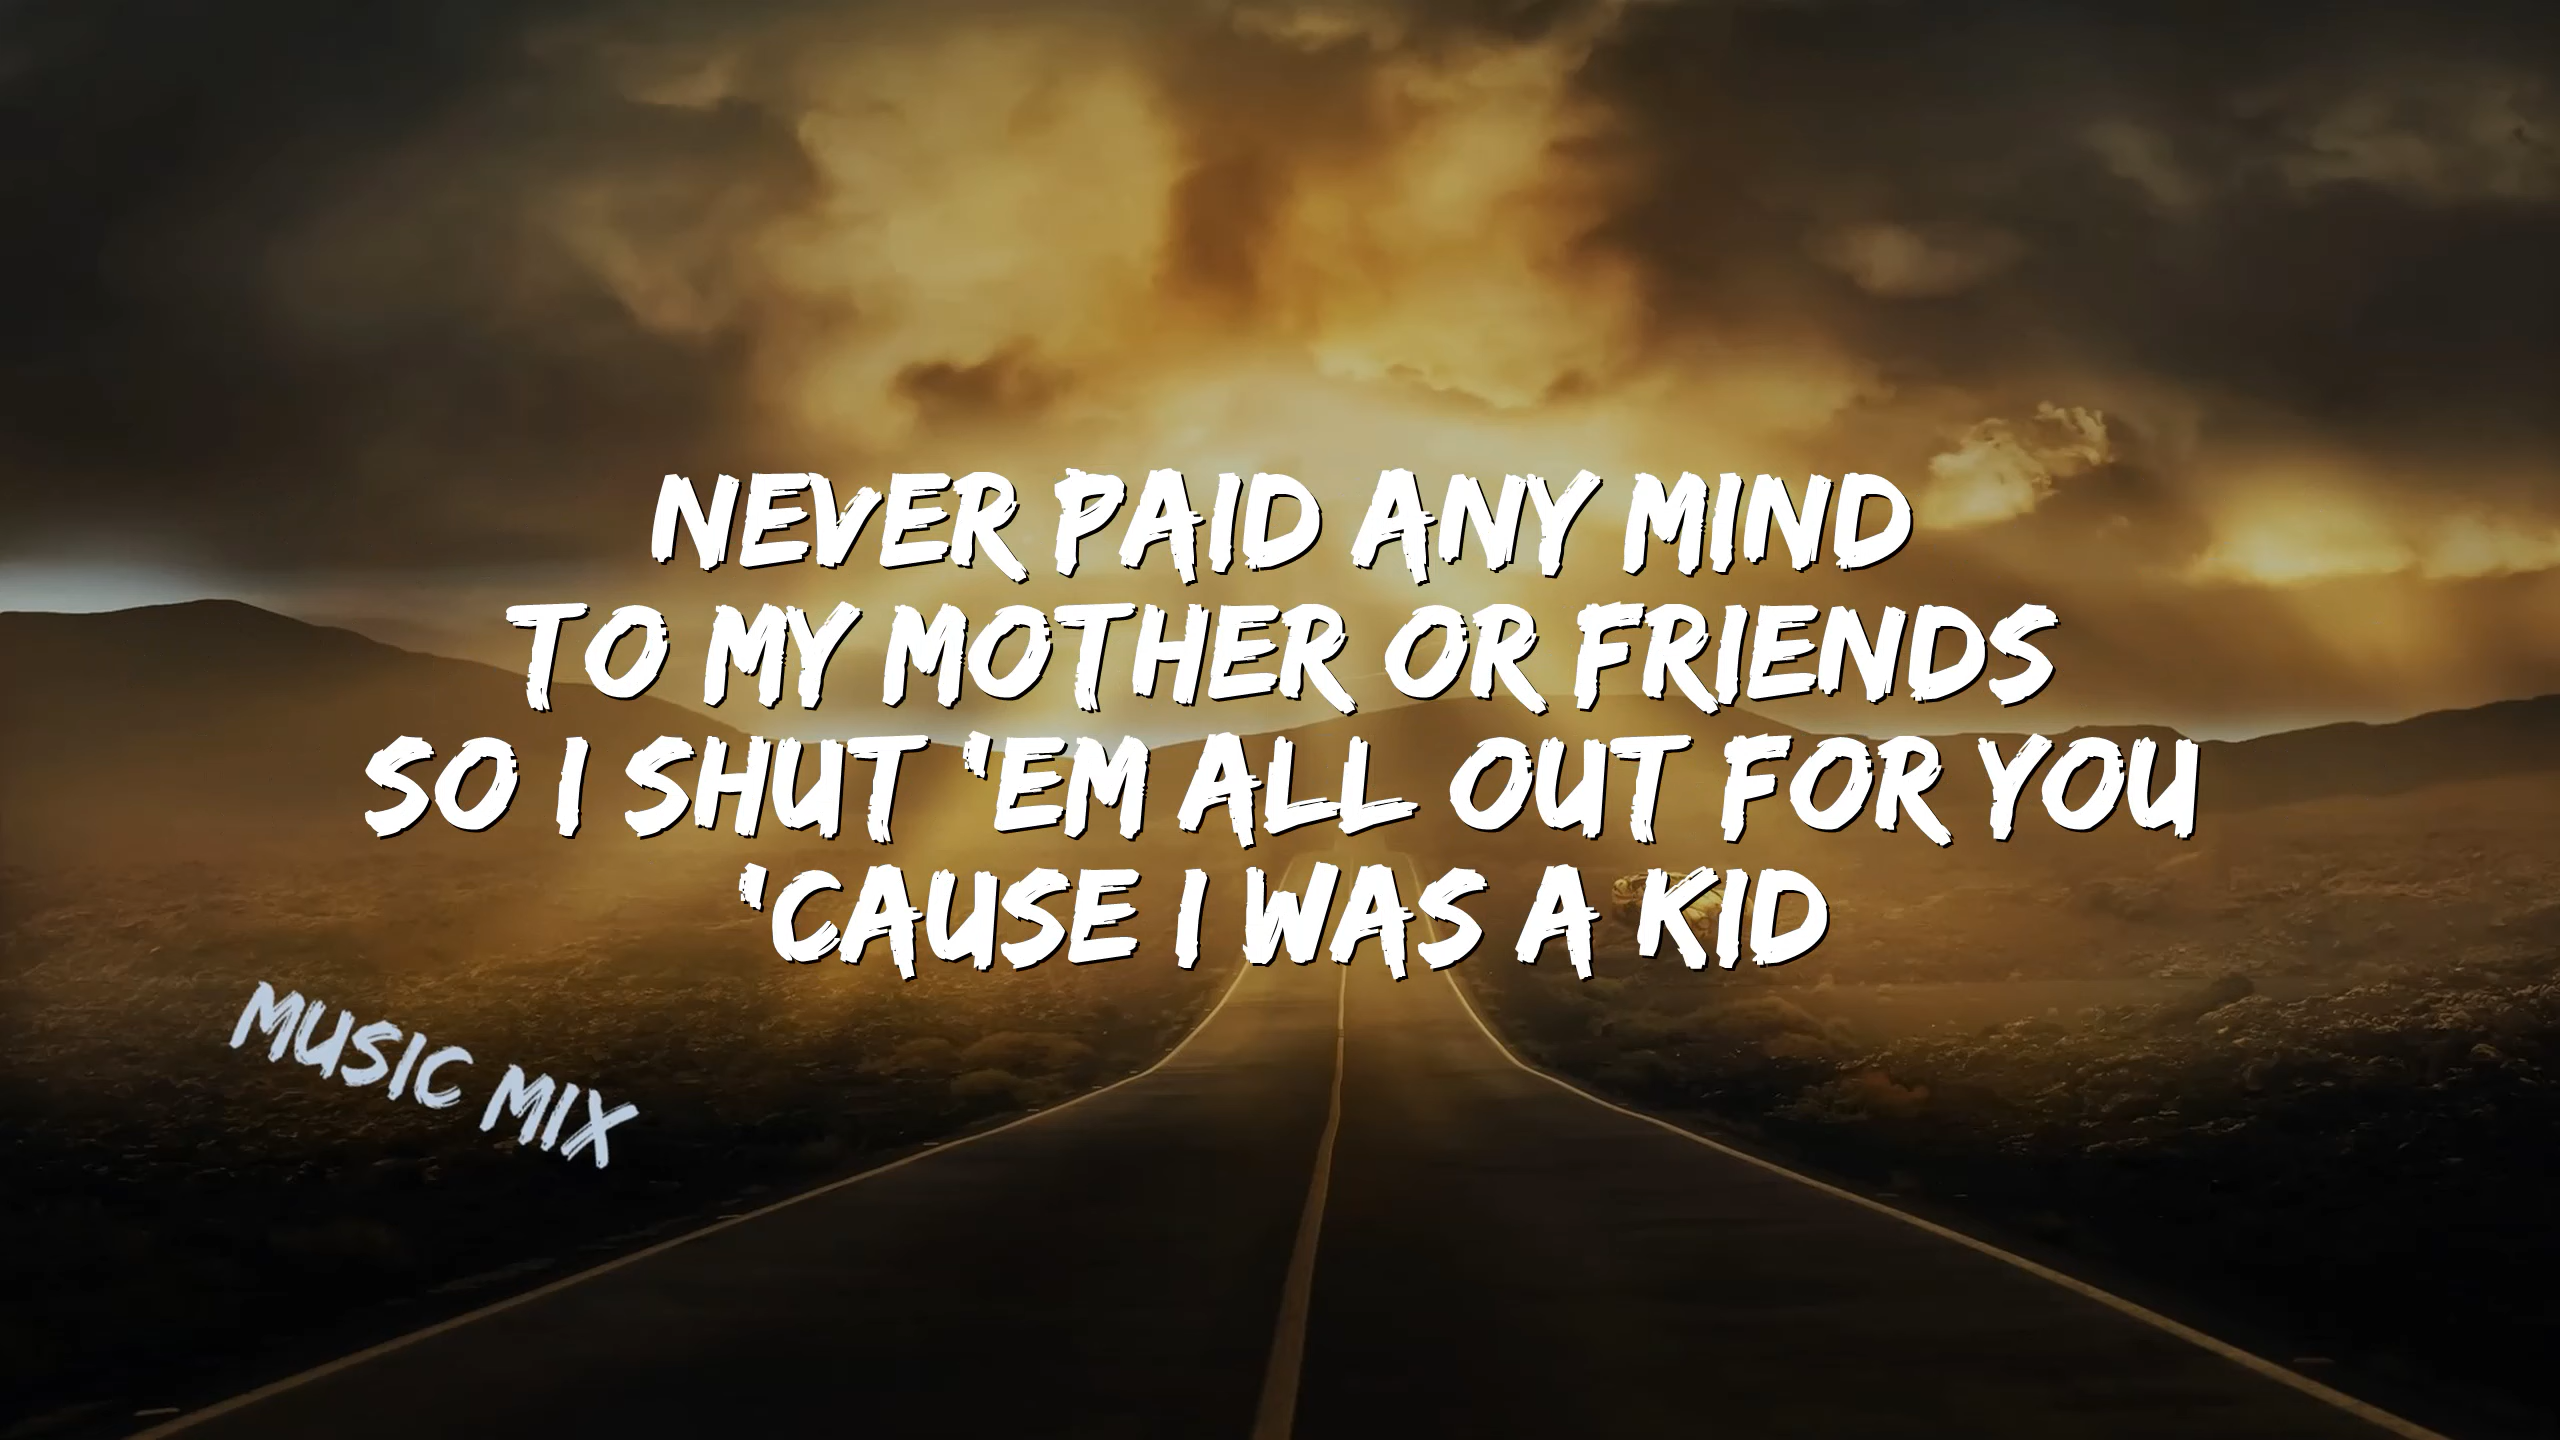 NEVER PAID ANY MIND
TO MY MOTHER OR FRIENDS
SO I SHUT 'EM ALL OUT FOR YOU
'CAUSE I WAS A KID
MUSIC MIX